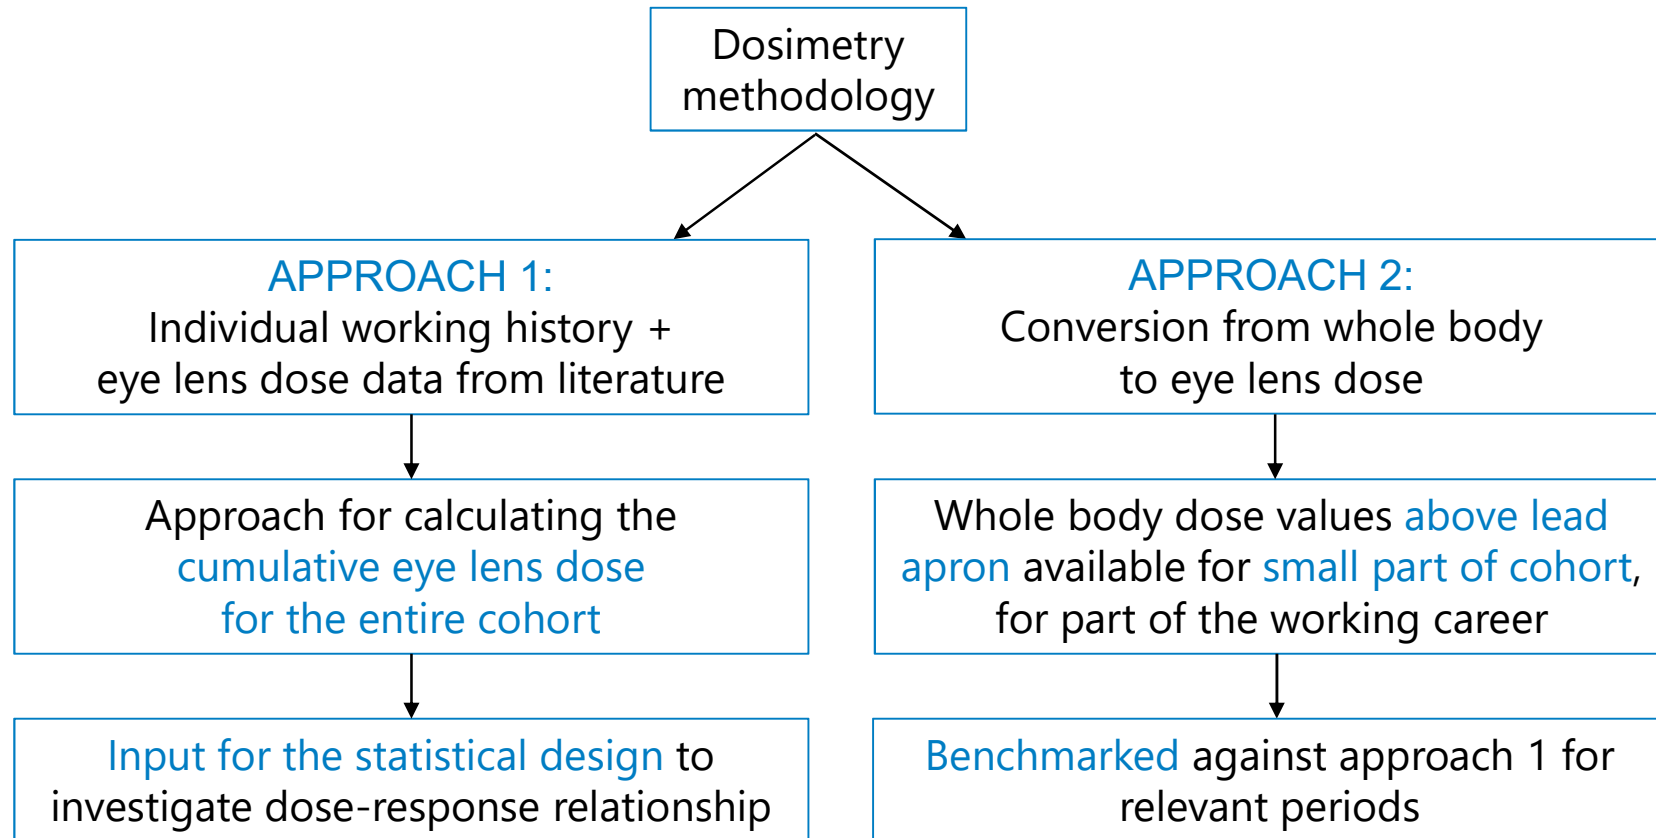 Dosimetry
methodology
APPROACH 1:
Individual working history +
eye lens dose data from literature
APPROACH 2:
Conversion from whole body
to eye lens dose
Approach for calculating the
cumulative eye lens dose
for the entire cohort
Whole body dose values above lead
apron available for small part of cohort,
for part of the working career
Input for the statistical design to
investigate dose-response relationship
Benchmarked against approach 1 for
relevant periods